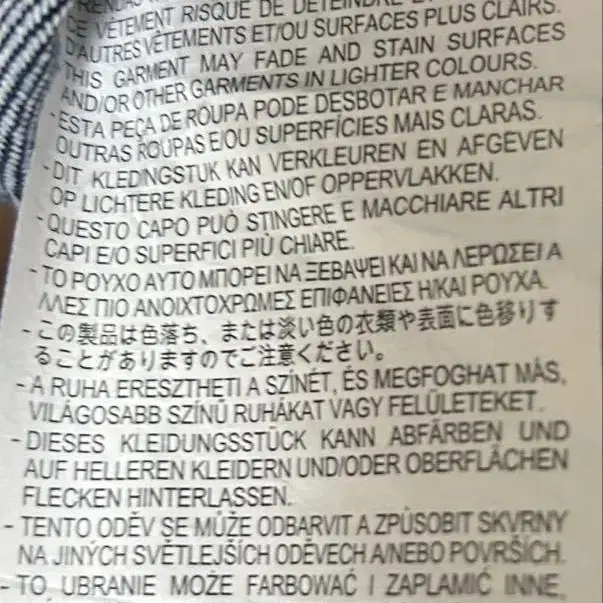 PRENDAS
CE VÊTEMENT RISQUE DE DÉTEINDRE
D'AUTRES VÊTEMENTS ET/OU SURFACES PLUS CLAIRS.
THIS GARMENT MAY FADE AND STAIN SURFACES
AND/OR OTHER GARMENTS IN LIGHTER COLOURS.
- ESTA PEÇA DE ROUPA PODE DESBOTAR E MANCHAR
OUTRAS ROUPAS E/OU SUPERFÍCIES MAIS CLARAS.
- DIT KLEDINGSTUK KAN VERKLEUREN EN AFGEVEN
OP LICHTERE KLEDING EN/OF OPPERVLAKKEN.
- QUESTO CAPO PUÒ STINGERE E MACCHIARE ALTRI
CAPI E/O SUPERFICI PIÙ CHIARE.
- ΤΟ ΡΟΥΧΟ ΑΥΤΟ ΜΠΟΡΕΙ ΝΑ ΞΕΒΑΨΕΙ ΚΑΙ ΝΑ ΛΕΡΩΣΕΙ Α
ΛΛΕΣ ΠΙΟ ΑΝΟΙΧΤΟΧΡΩΜΕΣ ΕΠΙΦΑΝΕΙΕΣ Η/ΚΑΙ ΡΟΥΧΑ.
- この製品は色落ち、または淡い色の衣類や表面に色移りす
ることがありますのでご注意ください。
- A RUHA ERESZTHETI A SZÍNÉT, ÉS MEGFOGHAT MÁS,
VILÁGOSABB SZÍNŰ RUHÁKAT VAGY FELÜLETEKET.
- DIESES KLEIDUNGSSTÜCK KANN ABFÄRBEN UND
AUF HELLEREN KLEIDERN UND/ODER OBERFLÄCHEN
FLECKEN HINTERLASSEN.
- TENTO ODĚV SE MŮŽE ODBARVIT A ZPŮSOBIT SKVRNY
NA JINÝCH SVĚTLEJŠÍCH ODĚVECH A/NEBO POVRŠÍCH.
- TO UBRANIE MOŻE FARBOWAĆ I ZAPLAMIĆ INNE,